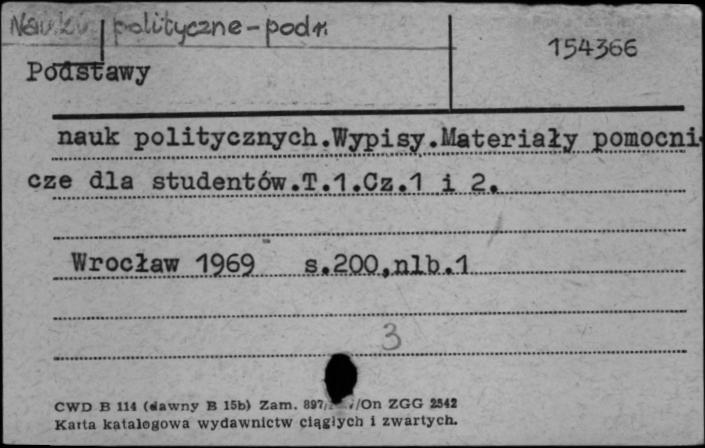 Nauki polityczne-podr.
154366
Podstawy
nauk politycznych.Wypisy.Materiały pomocni-
cze dla studentów.T.1.Cz.1 i 2.
Wrocław 1969 s.200,nlb.1
3
CWD B 114 (dawny B 15b) Zam. 897/ /On ZGG 2542
Karta katalogowa wydawnictw ciągłych i zwartych.